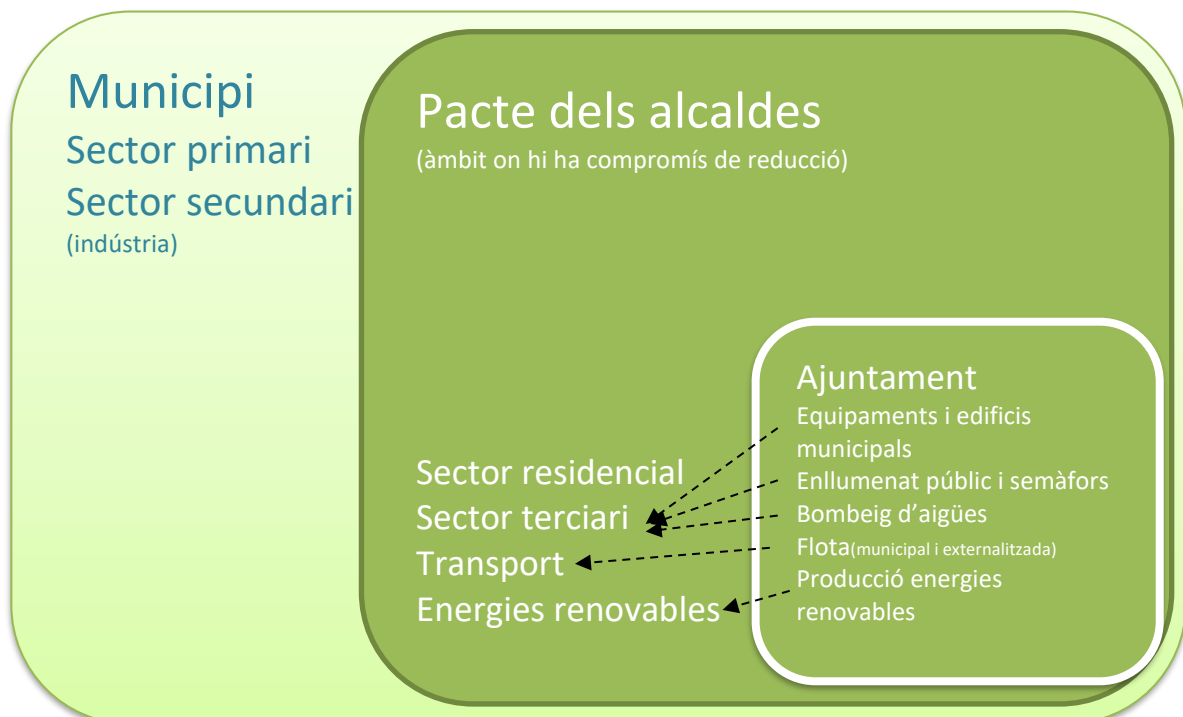 Municipi
Sector primari
Sector secundari
(indústria)
Pacte dels alcaldes
(àmbit on hi ha compromís de reducció)
Sector residencial
Sector terciari
Transport
Energies renovables
Ajuntament
Equipaments i edificis
municipals
Enllumenat públic i semàfors
Bombeig d’aigües
Flota(municipal i externalitzada)
Producció energies
renovables